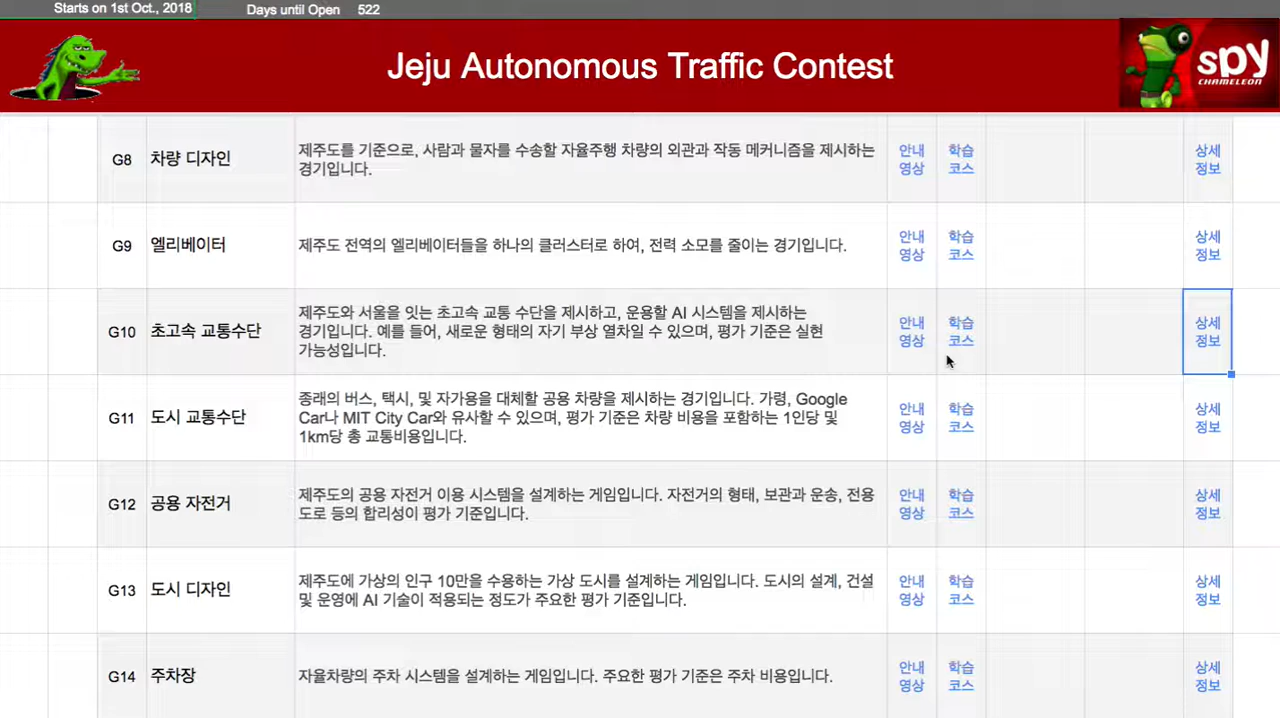 Starts on 1st Oct., 2018 Days until Open 522
Jeju Autonomous Traffic Contest
spy
CHAMELEON
G8 차량 디자인 제주도를 기준으로, 사람과 물자를 수송할 자율주행 차량의 외관과 작동 메커니즘을 제시하는 안내 학습 상세
경기입니다. 영상 코스 정보
G9 엘리베이터 제주도 전역의 엘리베이터들을 하나의 클러스터로 하여, 전력 소모를 줄이는 경기입니다. 안내 학습 상세
영상 코스 정보
제주도와 서울을 잇는 초고속 교통 수단을 제시하고, 운용할 AI 시스템을 제시하는 안내 학습 상세
G10 초고속 교통수단 경기입니다. 예를 들어, 새로운 형태의 자기 부상 열차일 수 있으며, 평가 기준은 실현 영상 코스 정보
가능성입니다.
종래의 버스, 택시, 및 자가용을 대체할 공용 차량을 제시하는 경기입니다. 가령, Google 안내 학습 상세
G11 도시 교통수단 Car나 MIT City Car와 유사할 수 있으며, 평가 기준은 차량 비용을 포함하는 1인당 및 영상 코스 정보
1km당 총 교통비용입니다.
G12 공용 자전거 제주도의 공용 자전거 이용 시스템을 설계하는 게임입니다. 자전거의 형태, 보관과 운송, 전용 안내 학습 상세
도로 등의 합리성이 평가 기준입니다. 영상 코스 정보
G13 도시 디자인 제주도에 가상의 인구 10만을 수용하는 가상 도시를 설계하는 게임입니다. 도시의 설계, 건설 안내 학습 상세
및 운영에 AI 기술이 적용되는 정도가 주요한 평가 기준입니다. 영상 코스 정보
G14 주차장 자율차량의 주차 시스템을 설계하는 게임입니다. 주요한 평가 기준은 주차 비용입니다. 안내 학습 상세
영상 코스 정보